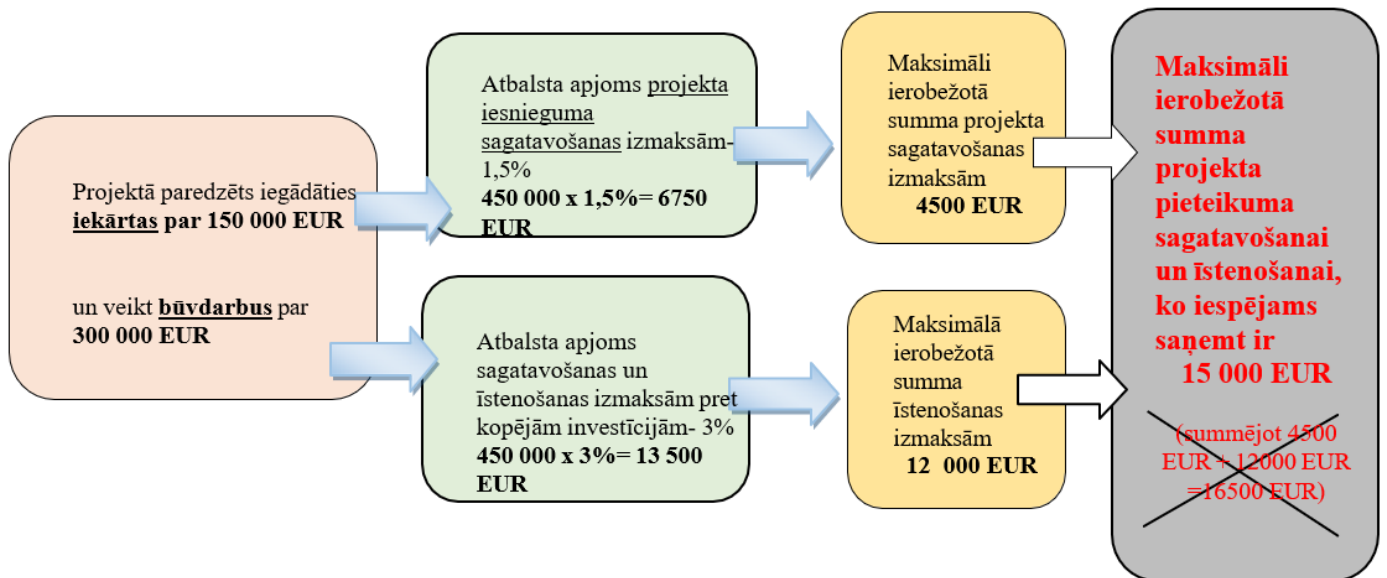 Projektā paredzēts iegādāties
iekārtas par 150 000 EUR
un veikt būvdarbus par
300 000 EUR
Atbalsta apjoms projekta
iesnieguma
sagatavošanas izmaksām-
1,5%
450 000 x 1,5%= 6750
EUR
Atbalsta apjoms
sagatavošanas un
īstenošanas izmaksām pret
kopējām investīcijām- 3%
450 000 x 3%= 13 500
EUR
Maksimāli
ierobežotā
summa projekta
sagatavošanas
izmaksām
4500 EUR
Maksimālā
ierobežotā
summa
īstenošanas
izmaksām
12 000 EUR
Maksimāli
ierobežotā
summa
projekta
pieteikuma
sagatavošanai
un īstenošanai,
ko iespējams
saņemt ir
15 000 EUR
(summējot 4500
EUR + 12000 EUR
=16500 EUR)